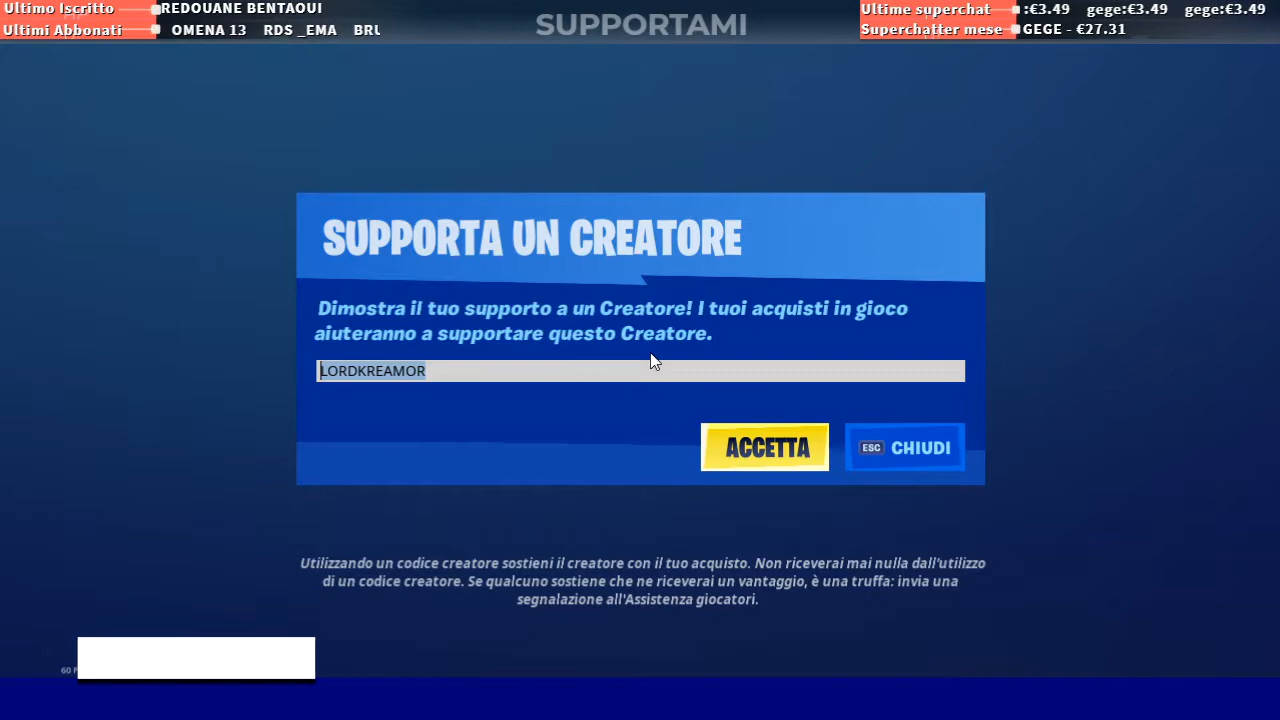 Ultimo Iscritto REDOUANE BENTAOUI
Ultimi Abbonati OMENA 13 RDS _EMA
SUPPORTAMI
Ultime superchat :€3.49 gege:€3.49 gege:€3.49
Superchatter mese GEGE - €27.31
SUPPORTA UN CREATORE
Dimostra il tuo supporto a un Creatore! I tuoi acquisti in gioco
aiuteranno a supportare questo Creatore.
LORDKREAMOR
ACCETTA
ESC CHIUDI
Utilizzando un codice creatore sostieni il creatore con il tuo acquisto. Non riceverai mai nulla dall'utilizzo
di un codice creatore. Se qualcuno sostiene che ne riceverai un vantaggio, è una truffa: invia una
segnalazione all'Assistenza giocatori.
60